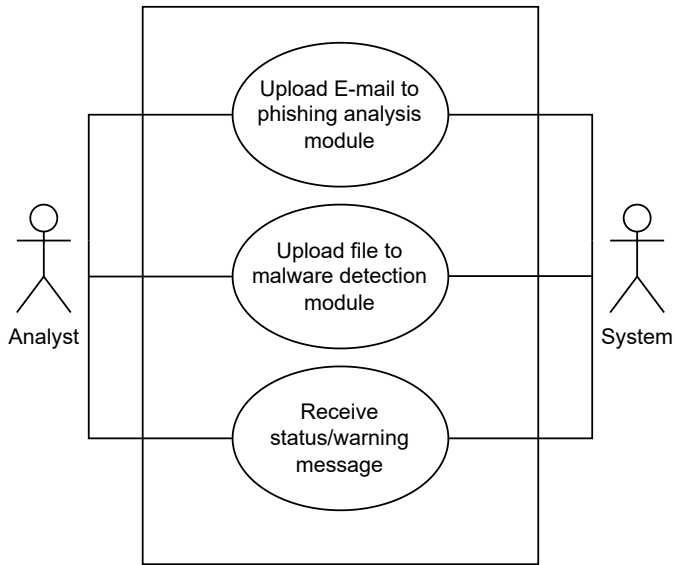 Upload E-mail to
phishing analysis
module
Upload file to
malware detection
module
Analyst
System
Receive
status/warning
message